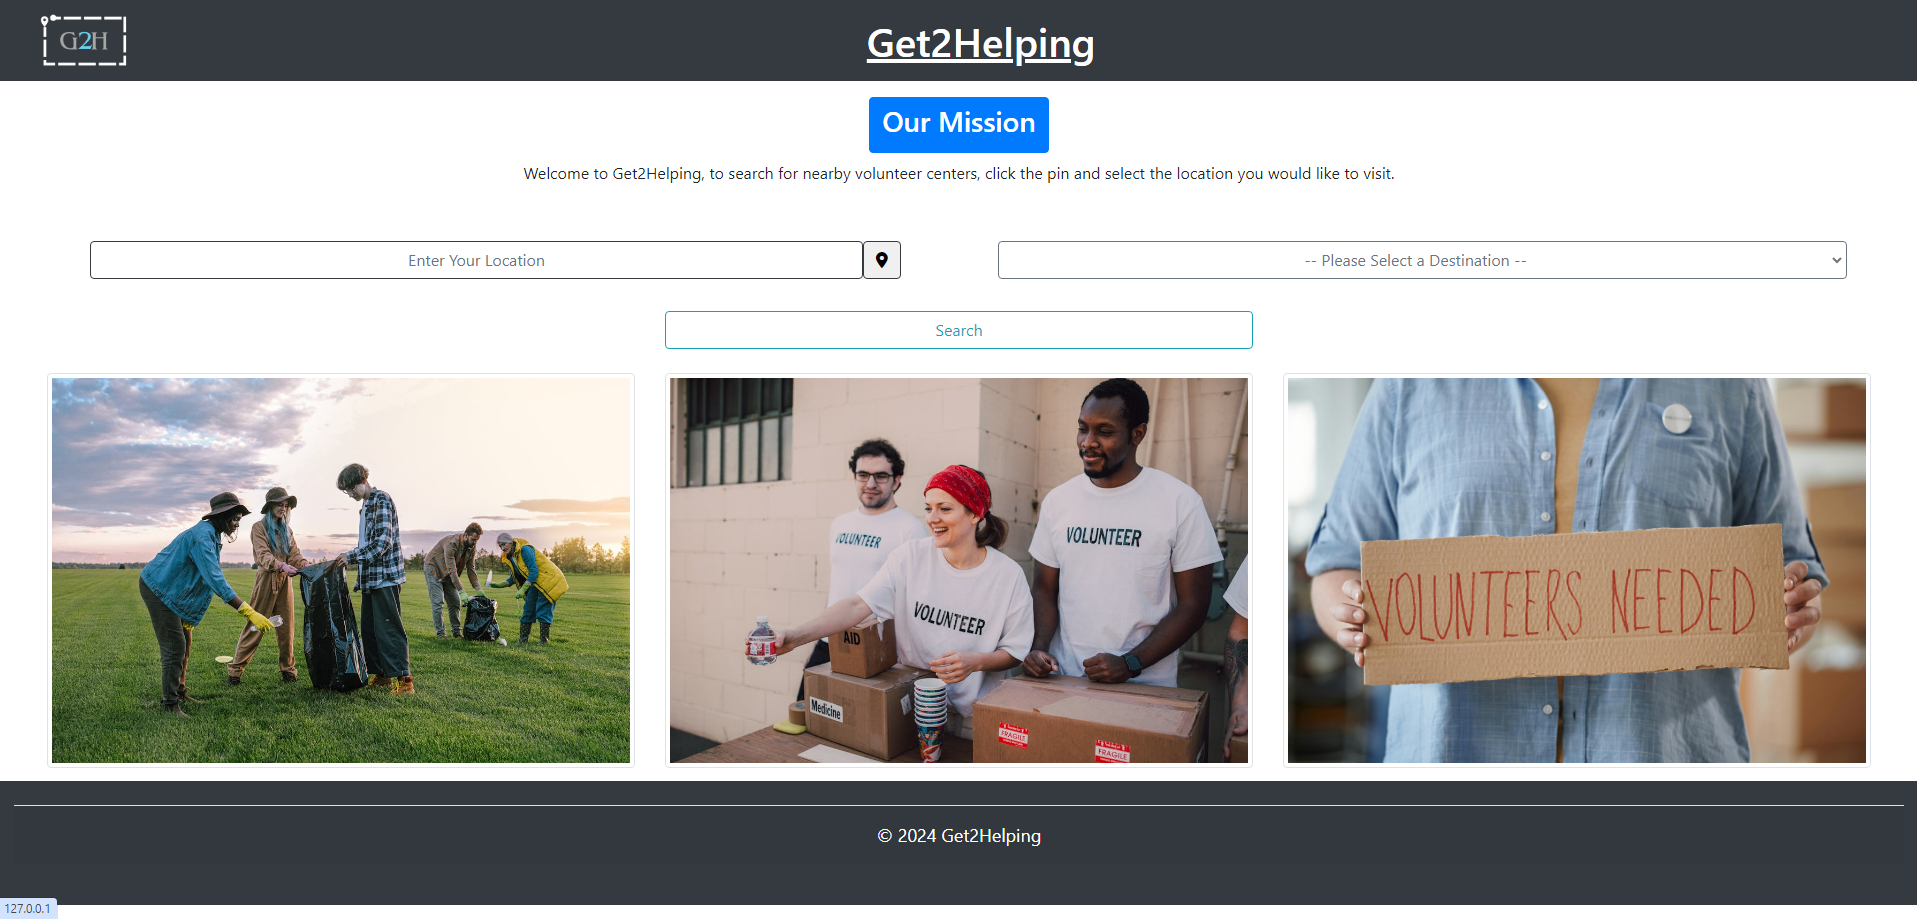 G2H
Get2Helping
Our Mission
Welcome to Get2Helping, to search for nearby volunteer centers, click the pin and select the location you would like to visit.
Enter Your Location
-- Please Select a Destination --
Search
VOLUNTEER
VOLUNTEER
VOLUNTEER
AID
Medicine
FRAGILE
FRAGILE
VOLUNTEERS NEEDED
© 2024 Get2Helping
127.0.0.1